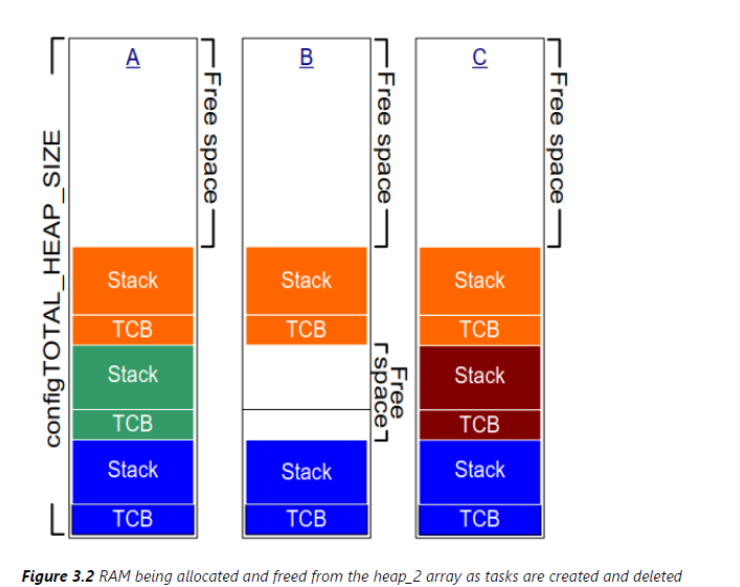 A
B
C
configTOTAL_HEAP_SIZE
Free space
Free space
Free space
Stack
Stack
Stack
TCB
TCB
TCB
Stack
Free
space
Stack
TCB
TCB
Stack
Stack
Stack
TCB
TCB
TCB
Figure 3.2 RAM being allocated and freed from the heap_2 array as tasks are created and deleted